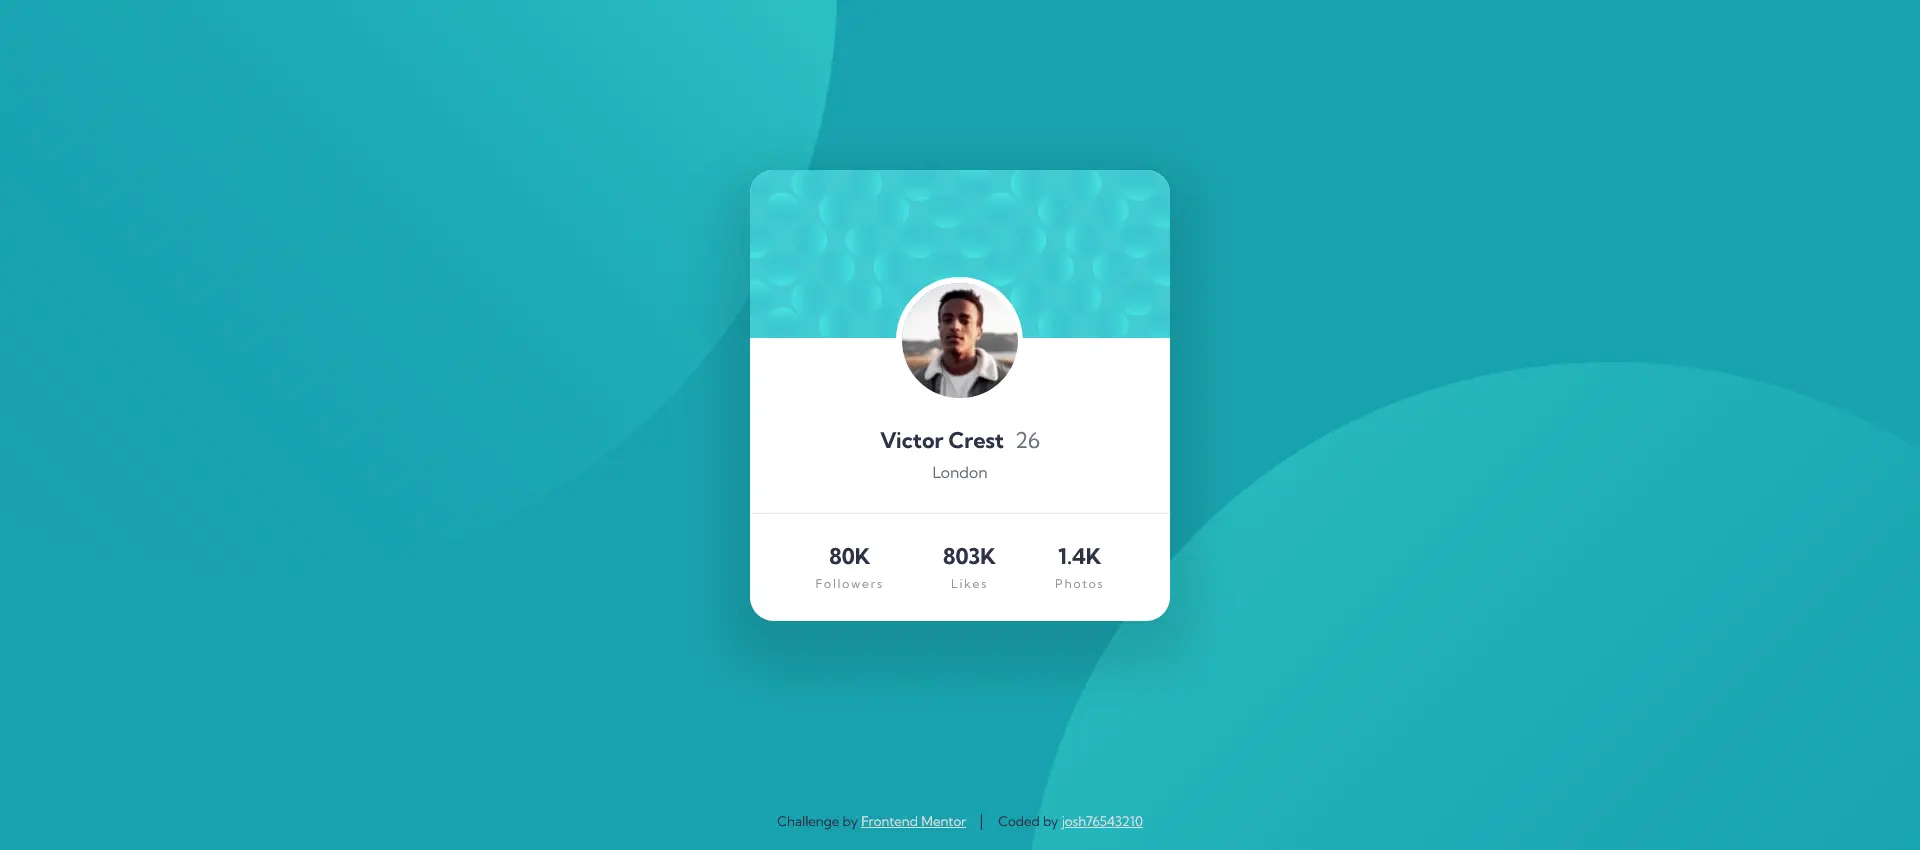 Victor Crest 26
London
80K 803K 1.4K
Followers Likes Photos
Challenge by Frontend Mentor | Coded by josh76543210